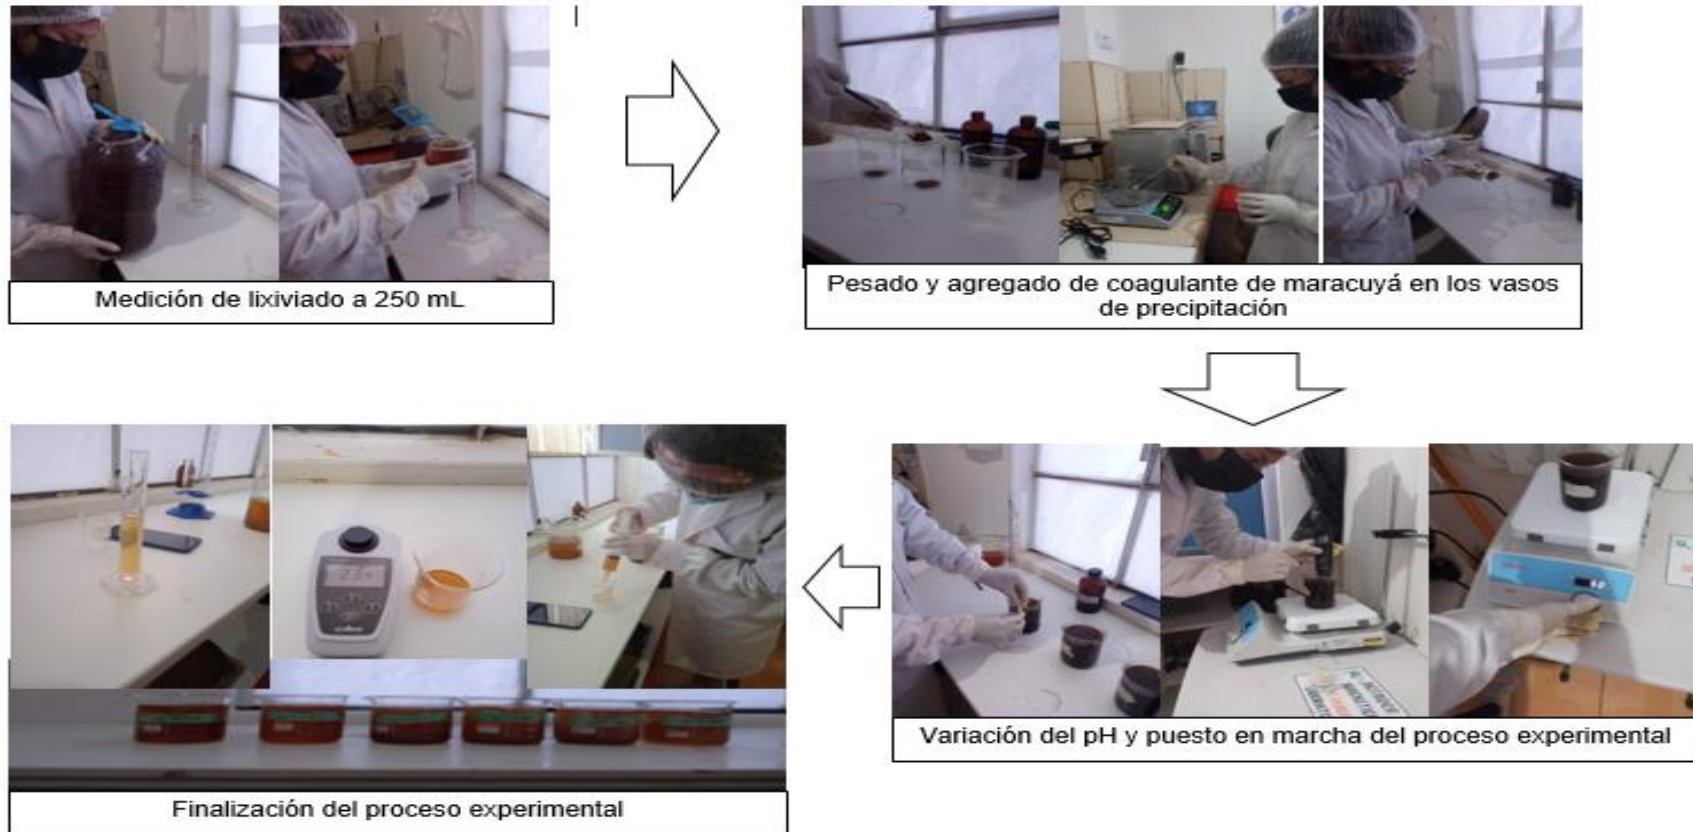 Medición de lixiviado a 250 mL
Pesado y agregado de coagulante de maracuyá en los vasos
de precipitación
Variación del pH y puesto en marcha del proceso experimental
Finalización del proceso experimental